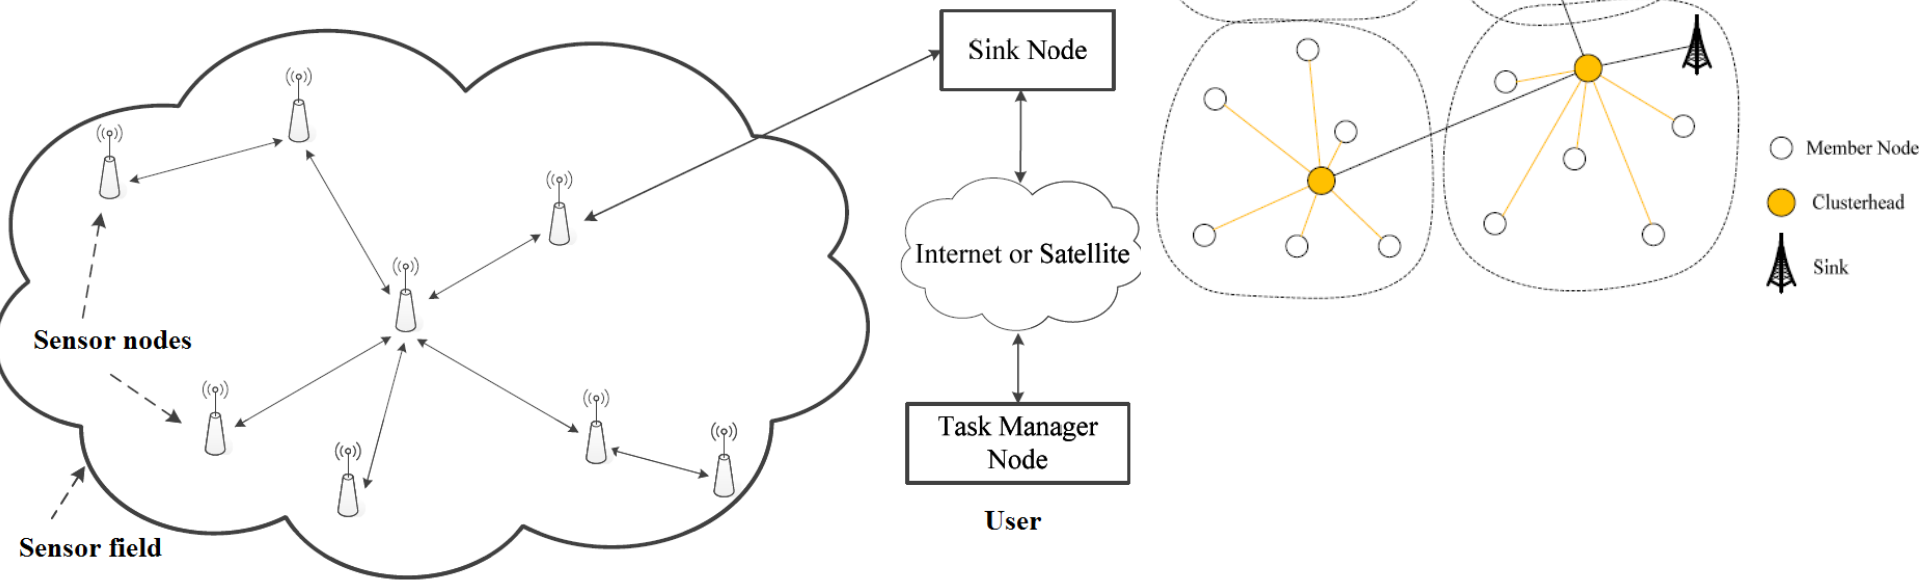 Sink Node
Internet or Satellite
Task Manager
Node
User
Sensor nodes
Sensor field
Member Node
Clusterhead
Sink